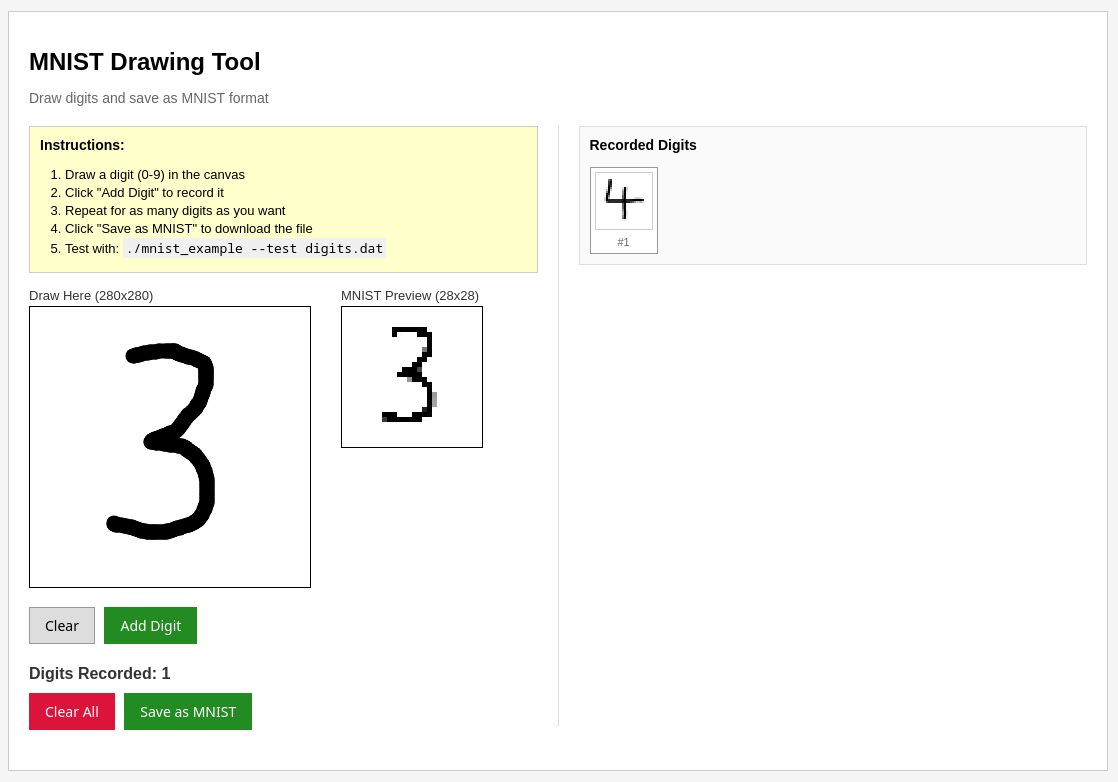 MNIST Drawing Tool
Draw digits and save as MNIST format
Instructions:
1. Draw a digit (0-9) in the canvas
2. Click "Add Digit" to record it
3. Repeat for as many digits as you want
4. Click "Save as MNIST" to download the file
5. Test with: ./mnist_example --test digits.dat
Draw Here (280x280)
MNIST Preview (28x28)
3
3
Clear
Add Digit
Digits Recorded: 1
Clear All
Save as MNIST
Recorded Digits
4
#1